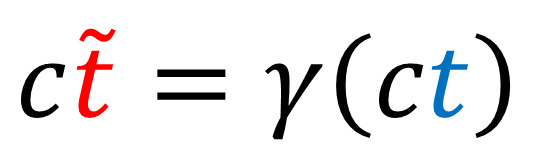 ct̃ = γ(ct)